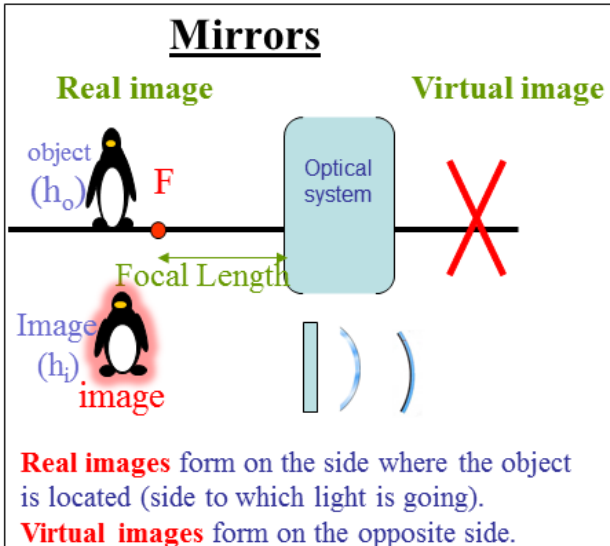 Mirrors
Real image
Virtual image
object
(hₒ)
F
Optical
system
Focal Length
Image
(hᵢ)
image
Real images form on the side where the object
is located (side to which light is going).
Virtual images form on the opposite side.